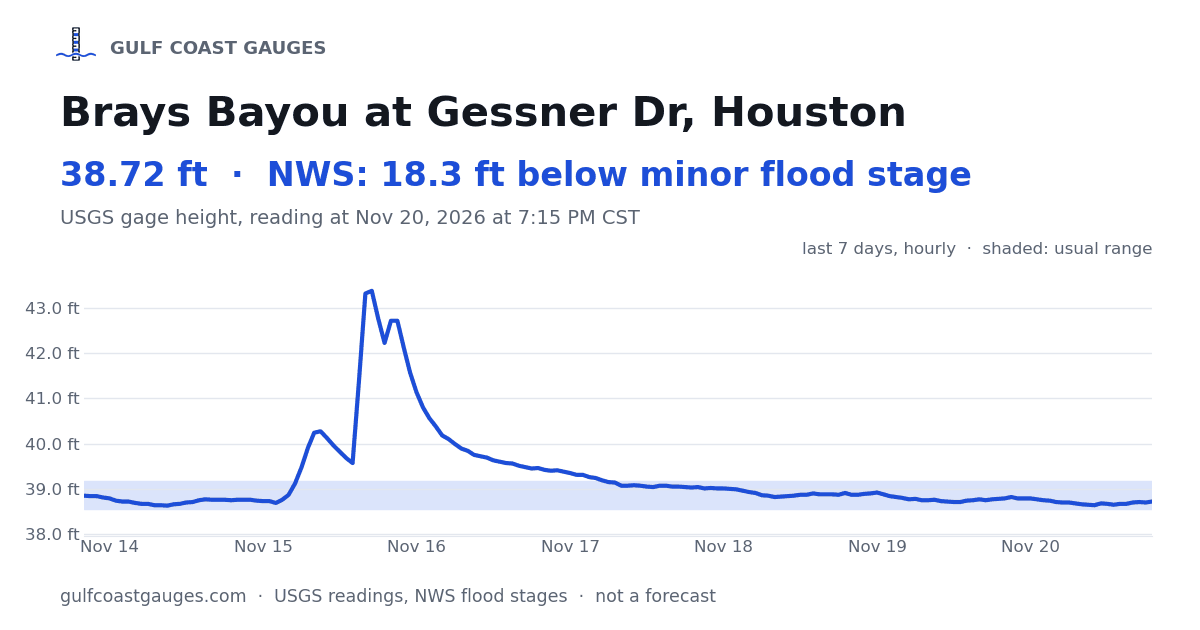 GULF COAST GAUGES
Brays Bayou at Gessner Dr, Houston
38.72 ft · NWS: 18.3 ft below minor flood stage
USGS gage height, reading at Nov 20, 2026 at 7:15 PM CST
last 7 days, hourly · shaded: usual range
43.0 ft
42.0 ft
41.0 ft
40.0 ft
39.0 ft
38.0 ft
Nov 14 Nov 15 Nov 16 Nov 17 Nov 18 Nov 19 Nov 20
gulfcoastgauges.com · USGS readings, NWS flood stages · not a forecast